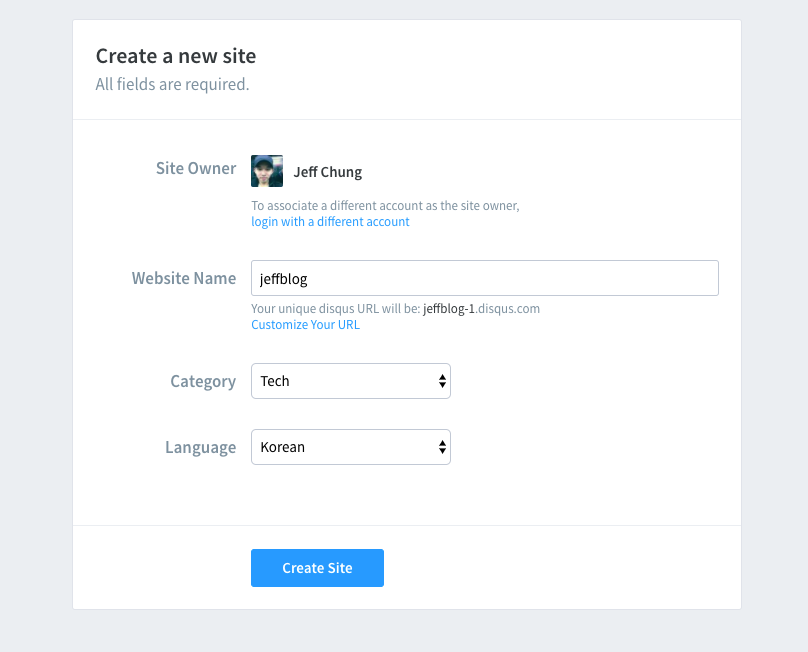 Create a new site
All fields are required.
Site Owner
Jeff Chung
To associate a different account as the site owner,
login with a different account
Website Name
jeffblog
Your unique disqus URL will be: jeffblog-1.disqus.com
Customize Your URL
Category
Tech
Language
Korean
Create Site